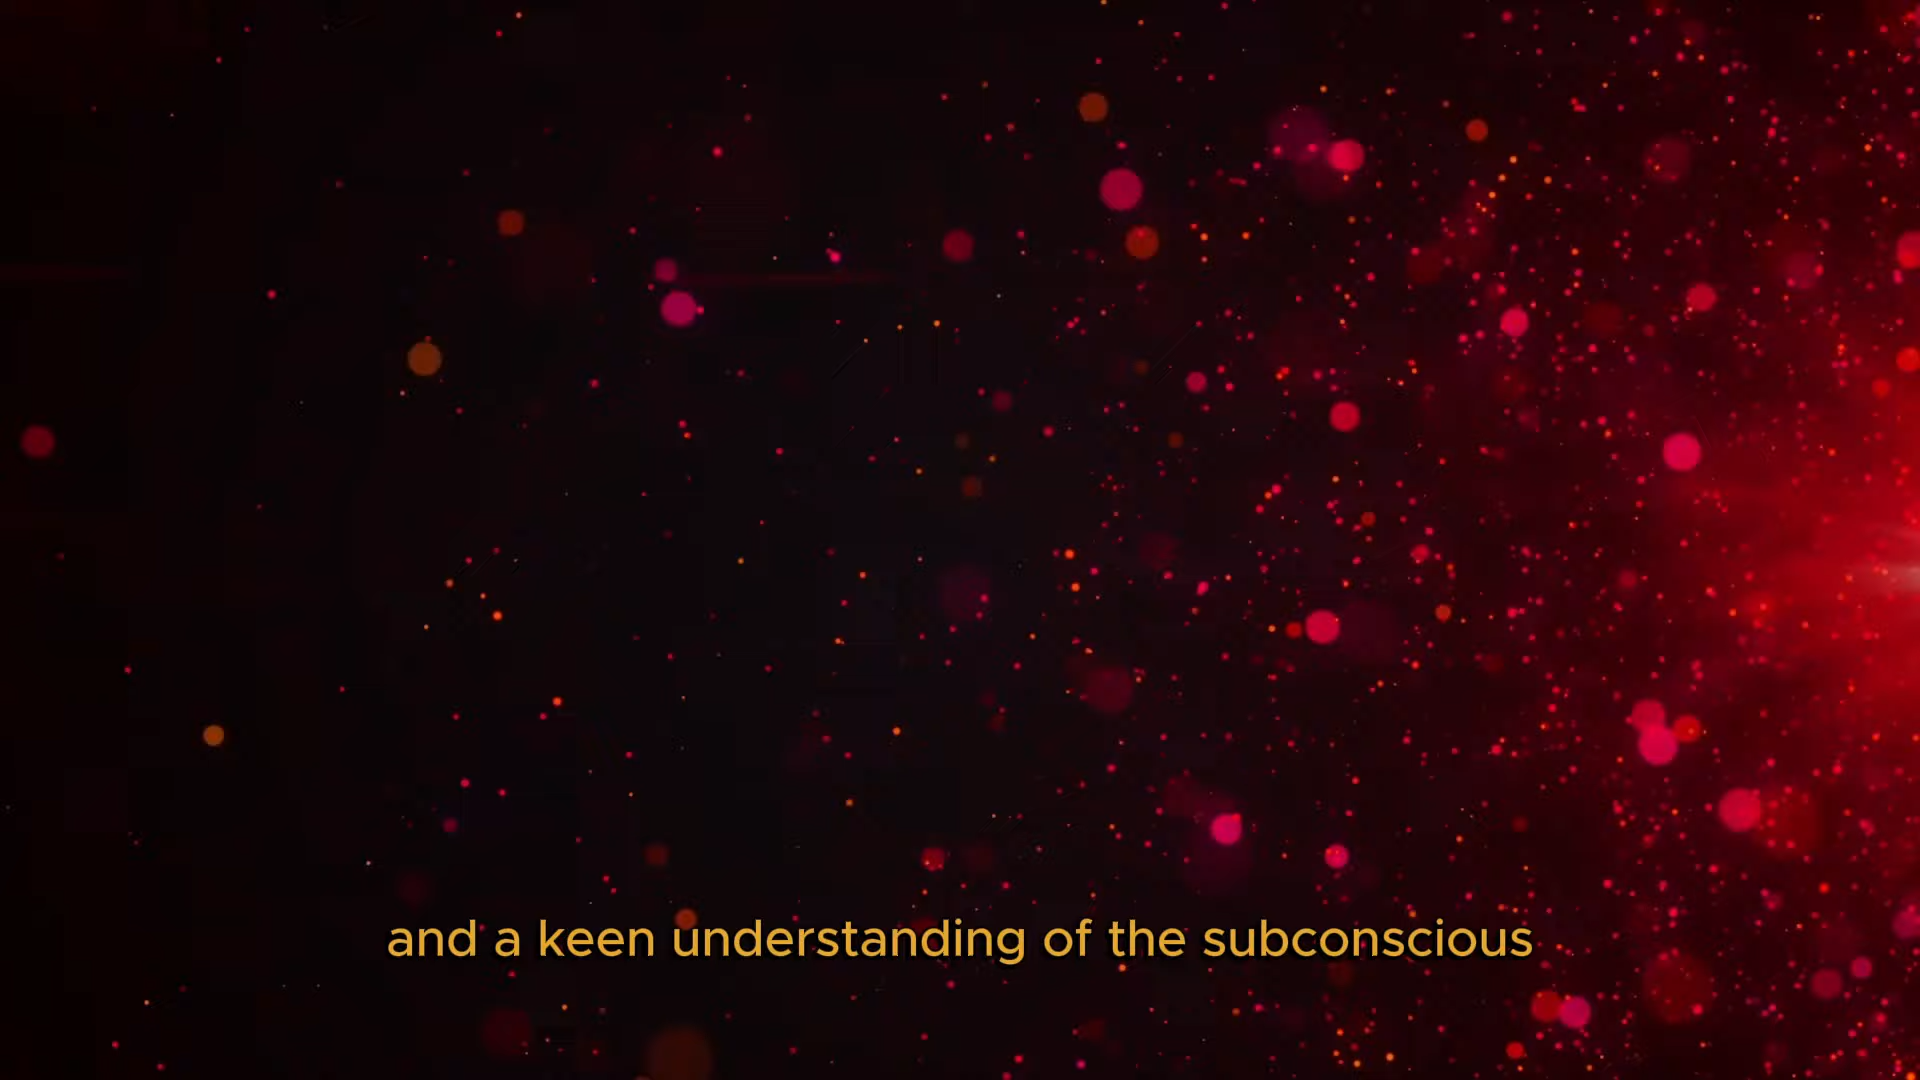 and a keen understanding of the subconscious